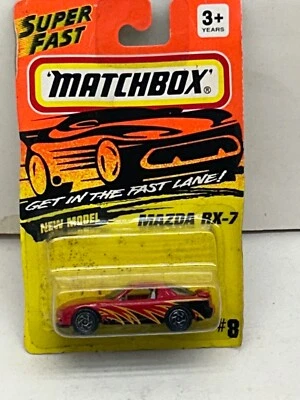 SUPER FAST
3+
YEARS
"MATCHBOX"®
GET IN THE FAST LANE!
NEW MODEL
MAZDA RX-7
#8